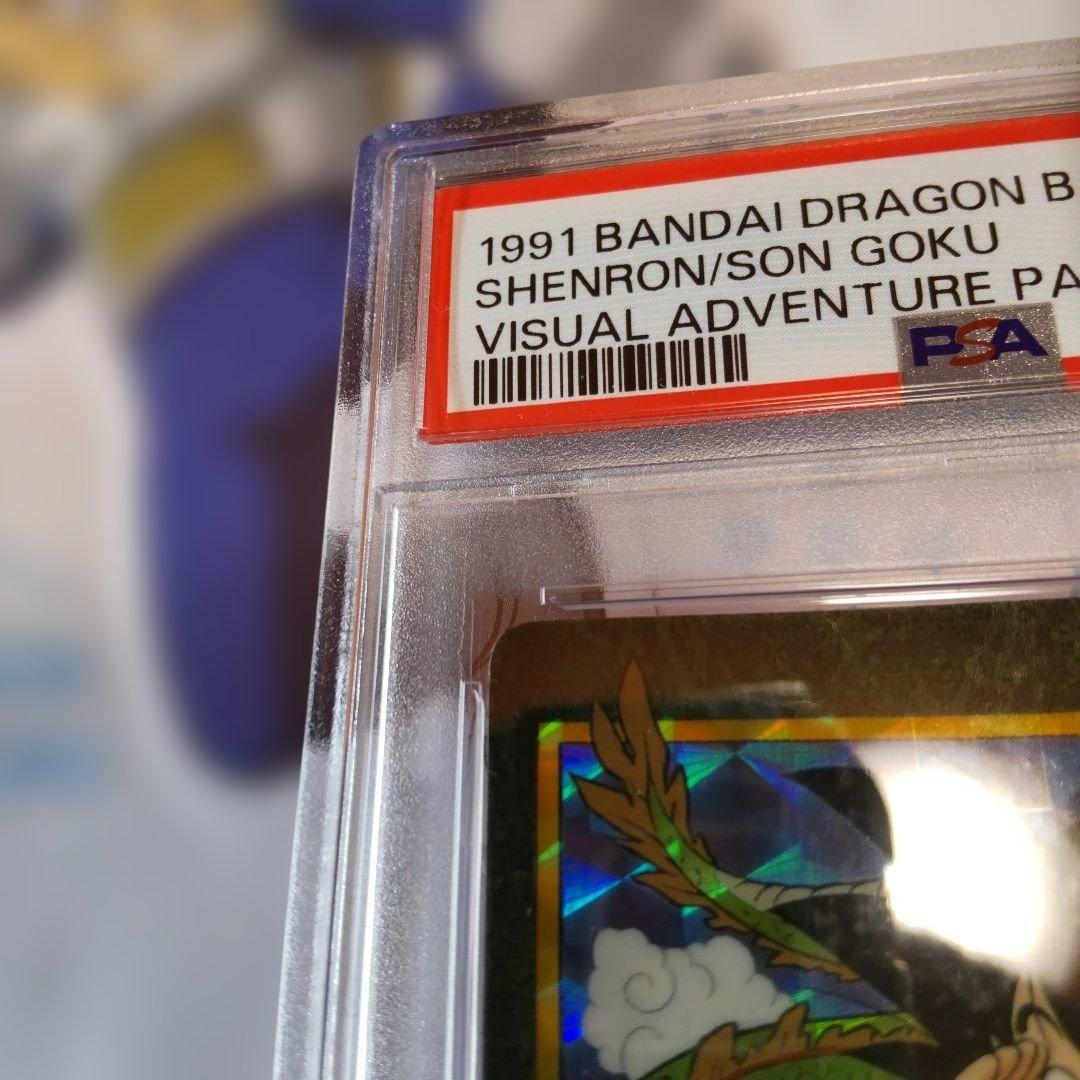 1991 BANDAI DRAGON B
SHENRON/SON GOKU
VISUAL ADVENTURE PA
PSA